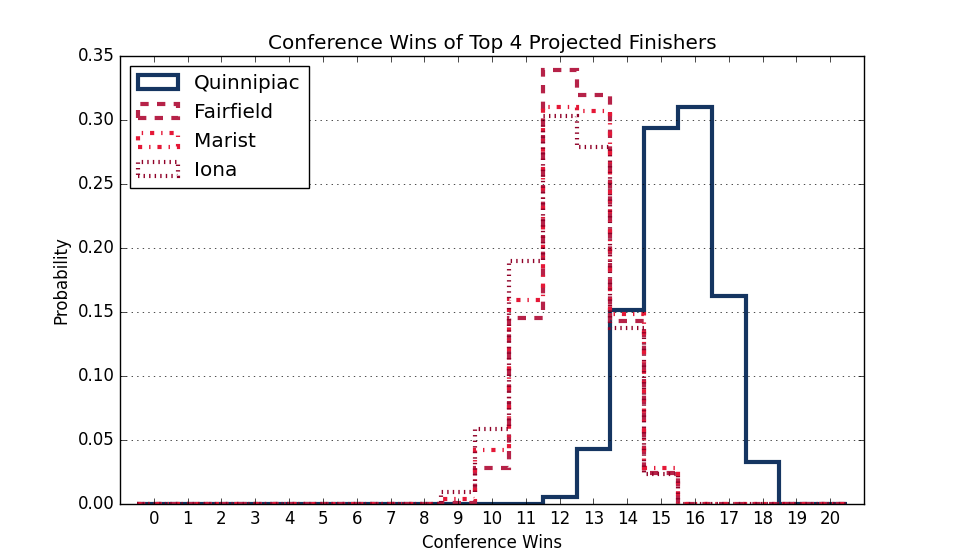 Conference Wins of Top 4 Projected Finishers
Quinnipiac
Fairfield
Marist
Iona
0.35
0.30
0.25
0.20
0.15
0.10
0.05
0.00
Probability
0 1 2 3 4 5 6 7 8 9 10 11 12 13 14 15 16 17 18 19 20
Conference Wins